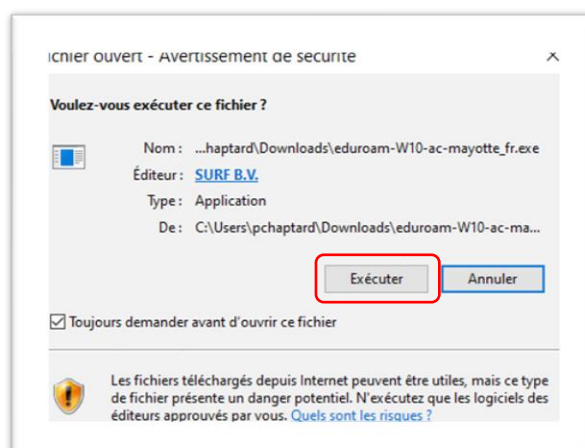 ichier ouvert - Avertissement de sécurité
Voulez-vous exécuter ce fichier ?
Nom : ...haptard\Downloads\eduroam-W10-ac-mayotte_fr.exe
Éditeur : SURF B.V.
Type : Application
De : C:\Users\pchaptard\Downloads\eduroam-W10-ac-ma...
Exécuter Annuler
Toujours demander avant d'ouvrir ce fichier
Les fichiers téléchargés depuis Internet peuvent être utiles, mais ce type
de fichier présente un danger potentiel. N'exécutez que les logiciels des
éditeurs approuvés par vous. Quels sont les risques ?